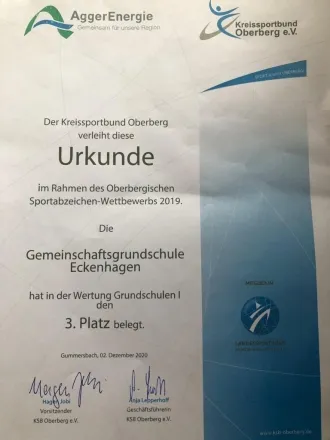 AggerEnergie
Gemeinsam für unsere Region
Kreissportbund
Oberberg e.V.
Der Kreissportbund Oberberg
verleiht diese
Urkunde
im Rahmen des Oberbergischen
Sportabzeichen-Wettbewerbs 2019.
Die
Gemeinschaftsgrundschule
Eckenhagen
hat in der Wertung Grundschulen I
den
3. Platz belegt.
Gummersbach, 02. Dezember 2020
Hagen Jobi
Vorsitzender
KSB Oberberg e.V.
Anja Lepperhoff
Geschäftsführerin
KSB Oberberg e.V.